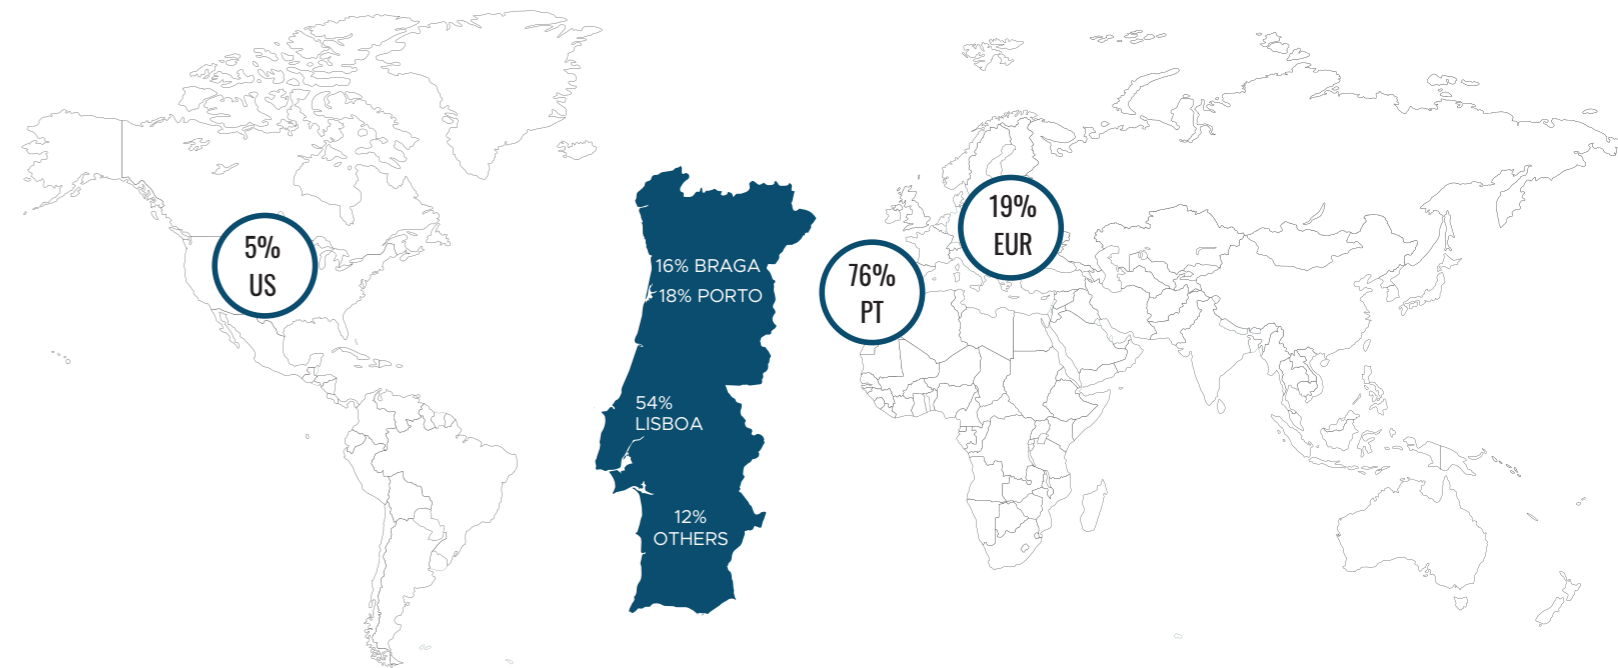 5%
US
16% BRAGA
18% PORTO
54%
LISBOA
12%
OTHERS
76%
PT
19%
EUR